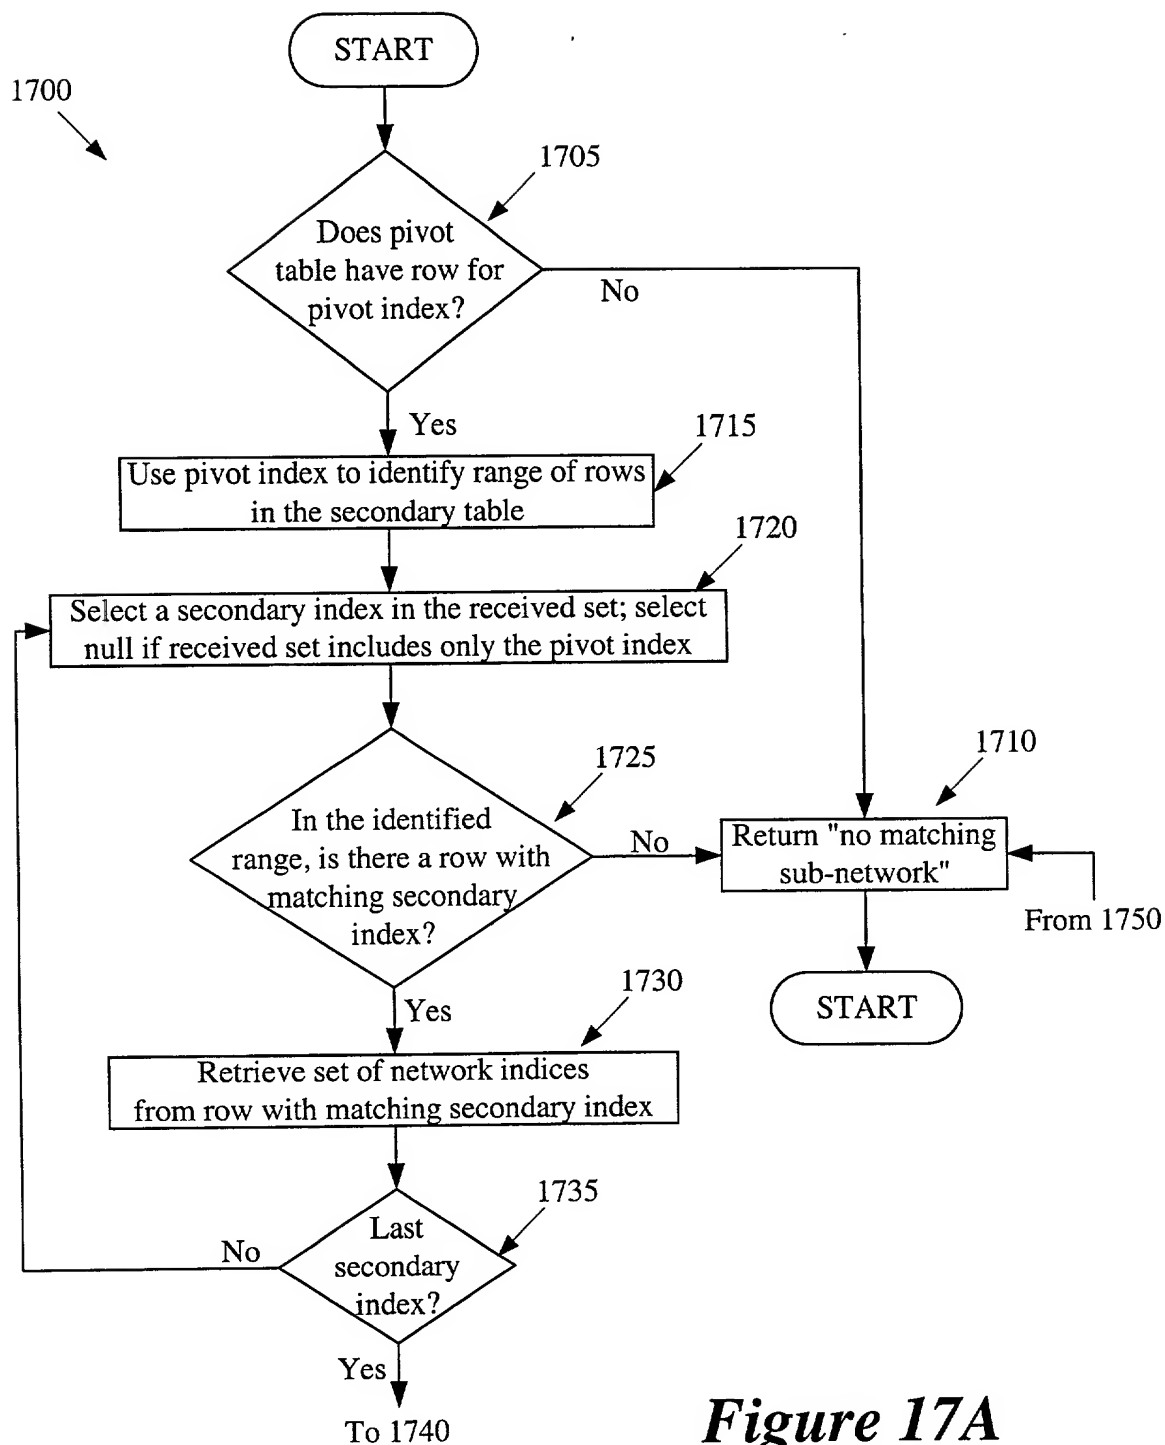 START
1700
1705
Does pivot
table have row for
pivot index?
No
Yes
1715
Use pivot index to identify range of rows
in the secondary table
1720
Select a secondary index in the received set; select
null if received set includes only the pivot index
1725
In the identified
range, is there a row with
matching secondary
index?
No
1710
Return "no matching
sub-network"
From 1750
START
Yes
1730
Retrieve set of network indices
from row with matching secondary index
1735
Last
secondary
index?
No
Yes
To 1740
Figure 17A